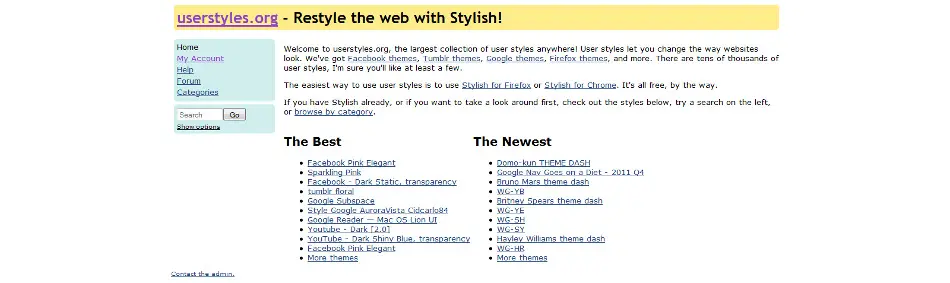 userstyles.org - Restyle the web with Stylish!
Home
My Account
Help
Forum
Categories
Search Go
Show options
Welcome to userstyles.org, the largest collection of user styles anywhere! User styles let you change the way websites
look. We've got Facebook themes, Tumblr themes, Google themes, Firefox themes, and more. There are tens of thousands of
user styles, I'm sure you'll like at least a few.
The easiest way to use user styles is to use Stylish for Firefox or Stylish for Chrome. It's all free, by the way.
If you have Stylish already, or if you want to take a look around first, check out the styles below, try a search on the left,
or browse by category.
The Best
Facebook Pink Elegant
Sparkling Pink
Facebook - Dark Static, transparency
tumblr floral
Google Subspace
Style Google AuroraVista Cidcarlo84
Google Reader — Mac OS Lion UI
Youtube - Dark [2.0]
YouTube - Dark Shiny Blue, transparency
Facebook Pink Elegant
More themes
The Newest
Domo-kun THEME DASH
Google Nav Goes on a Diet - 2011 Q4
Bruno Mars theme dash
WG-YB
Britney Spears theme dash
WG-YE
WG-SH
WG-SY
Hayley Williams theme dash
WG-HR
More themes
Contact the admin.